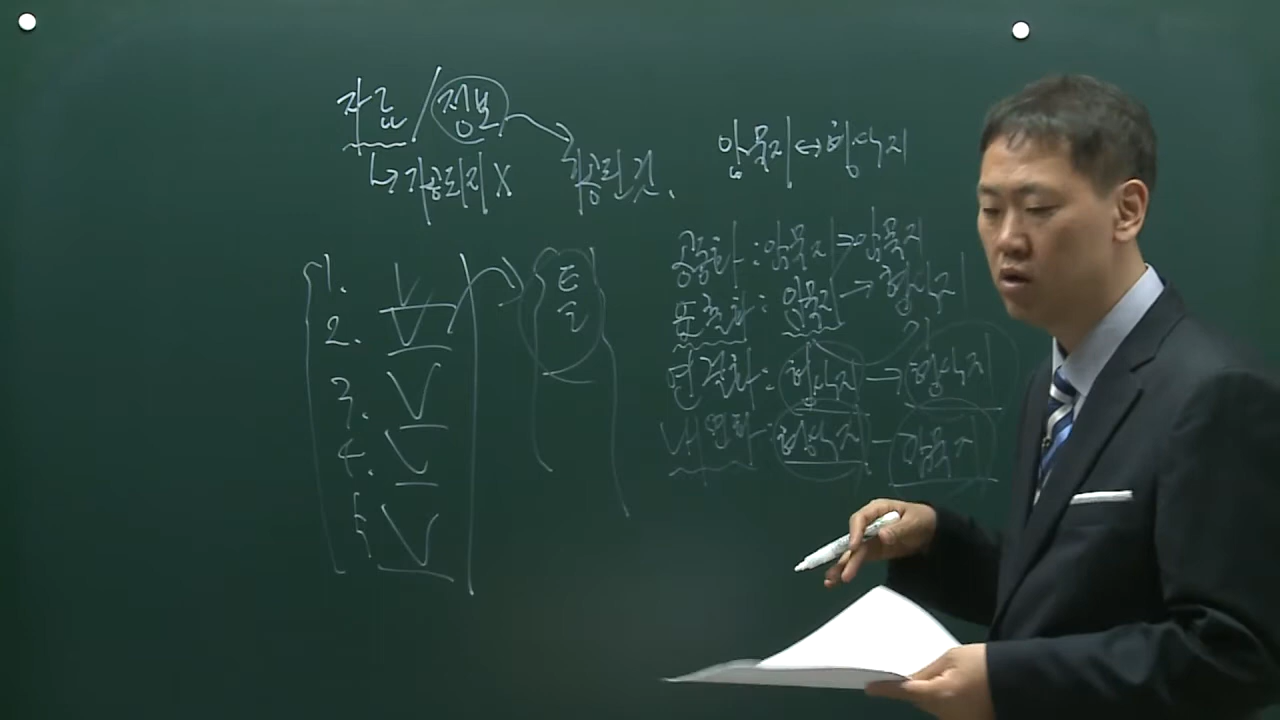 자료 / 정보
↳ 가공되지 X 가공된 것.
암묵지 ↔ 형식지
공동화 : 암묵지 → 암묵지
표출화 : 암묵지 → 형식지
연결화 : 형식지 → 형식지
내면화 : 형식지 - 암묵지
1. V
2. V
3. V
4. V
5 V